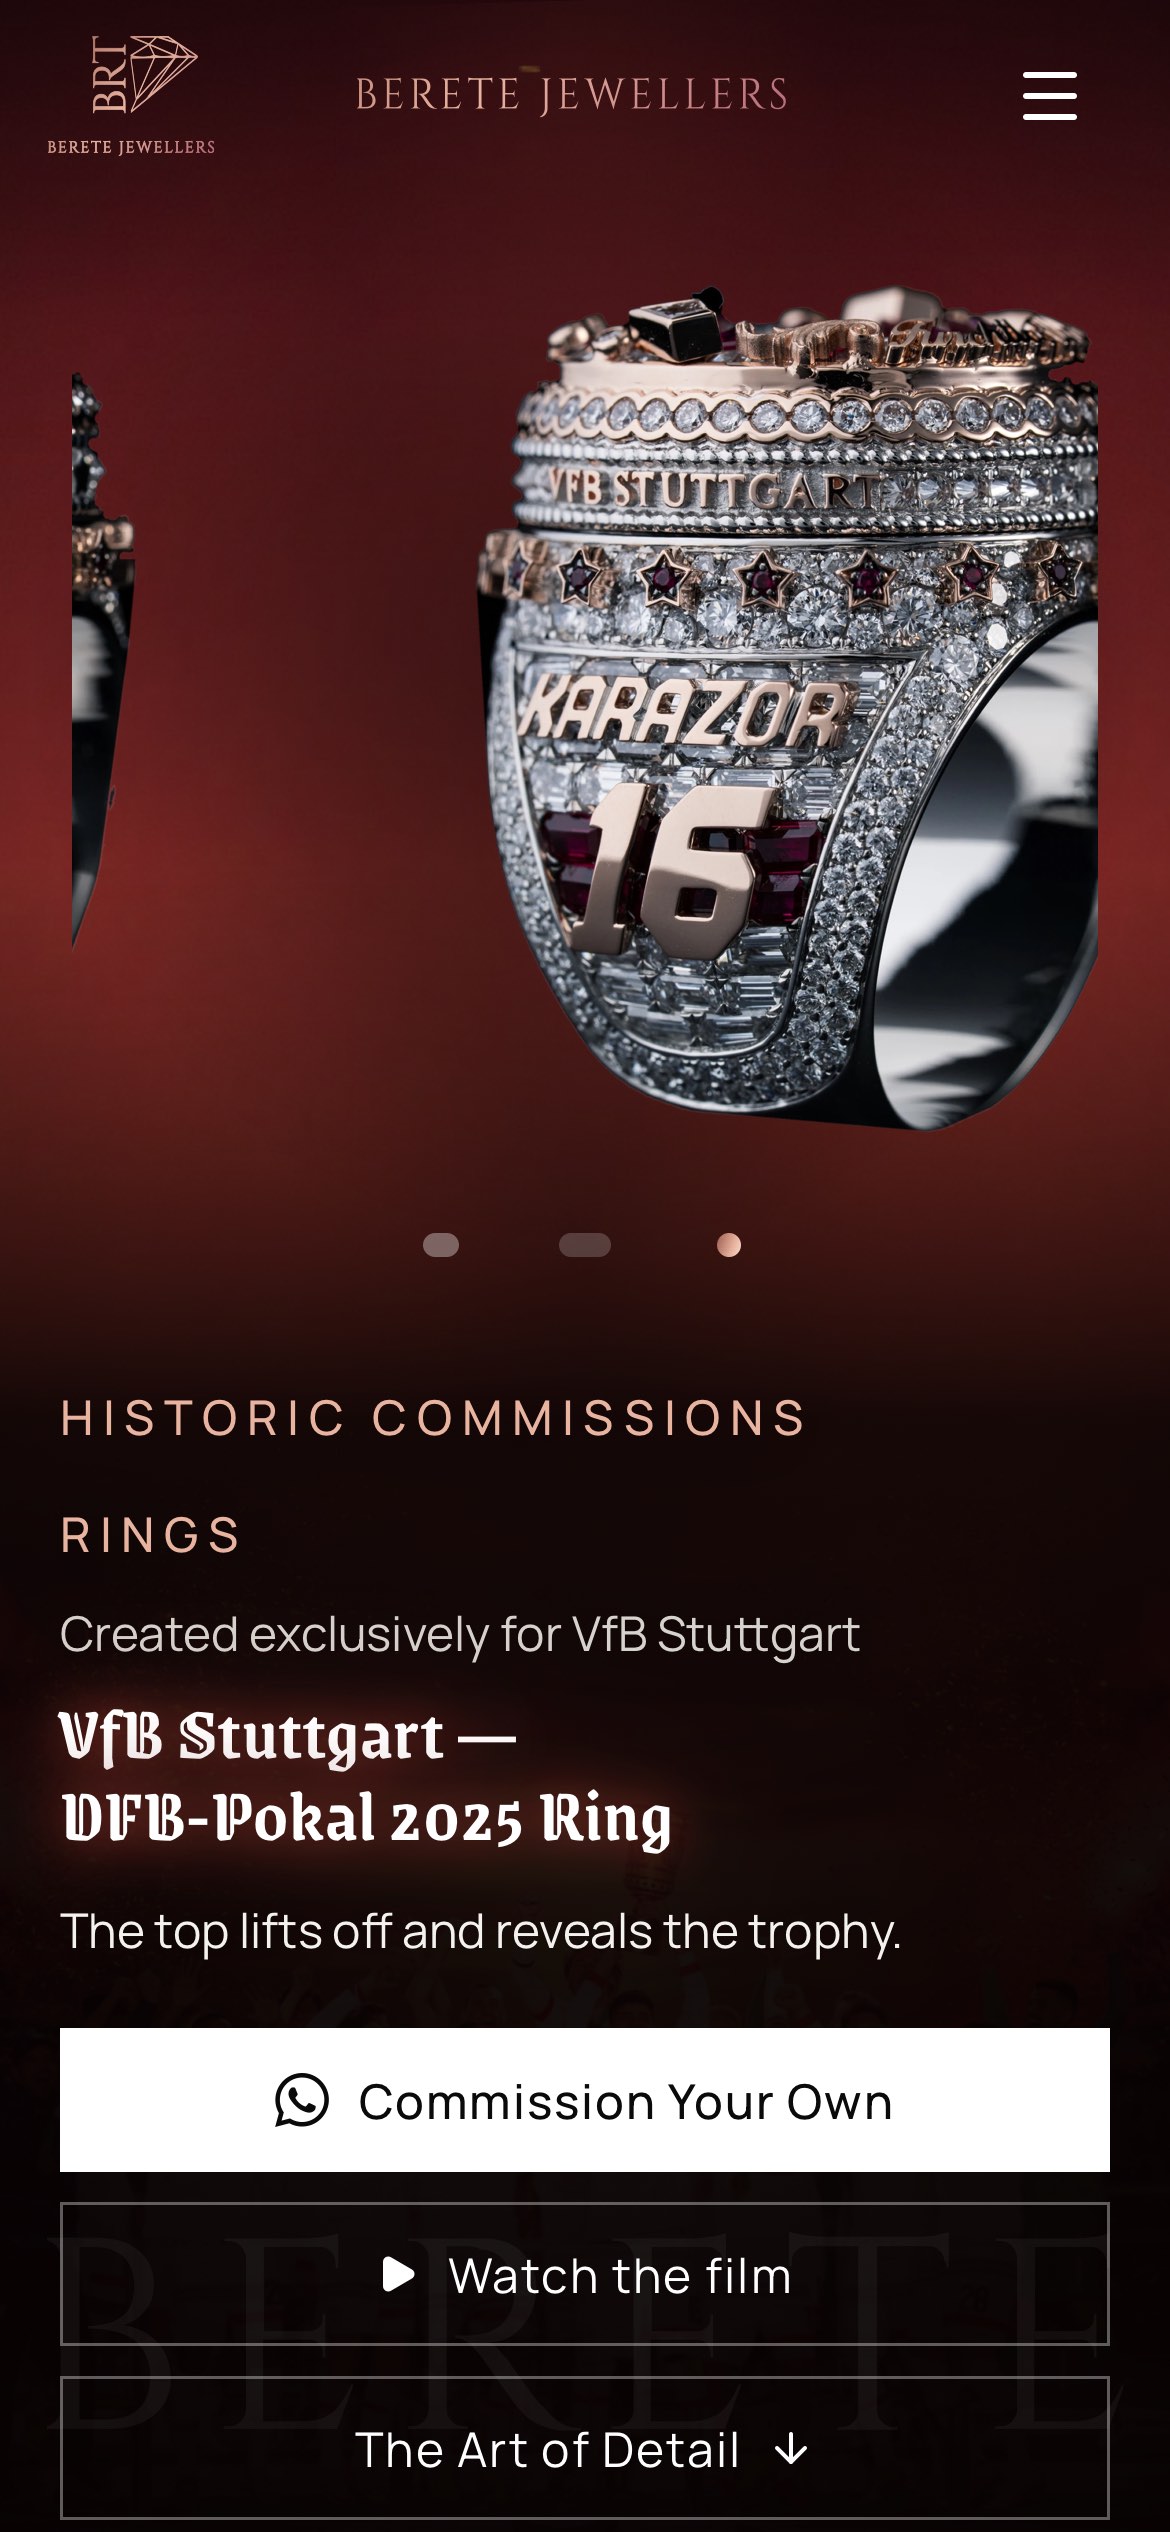 BRT
BERETE JEWELLERS
BERETE JEWELLERS
VFB STUTTGART
KARAZOR
16
HISTORIC COMMISSIONS
RINGS
Created exclusively for VfB Stuttgart
VfB Stuttgart —
DFB-Pokal 2025 Ring
The top lifts off and reveals the trophy.
Commission Your Own
Watch the film
BERETE
The Art of Detail ↓